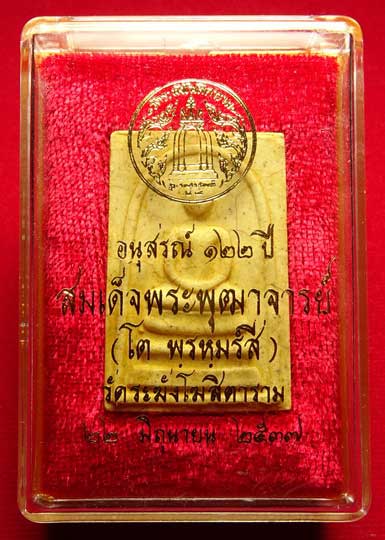 อนุสรณ์ ๑๒๒ ปี
สมเด็จพระพุฒาจารย์
(โต พรหมรํสี)
วัดระฆังโฆสิตาราม
๒๒ มิถุนายน ๒๕๓๗